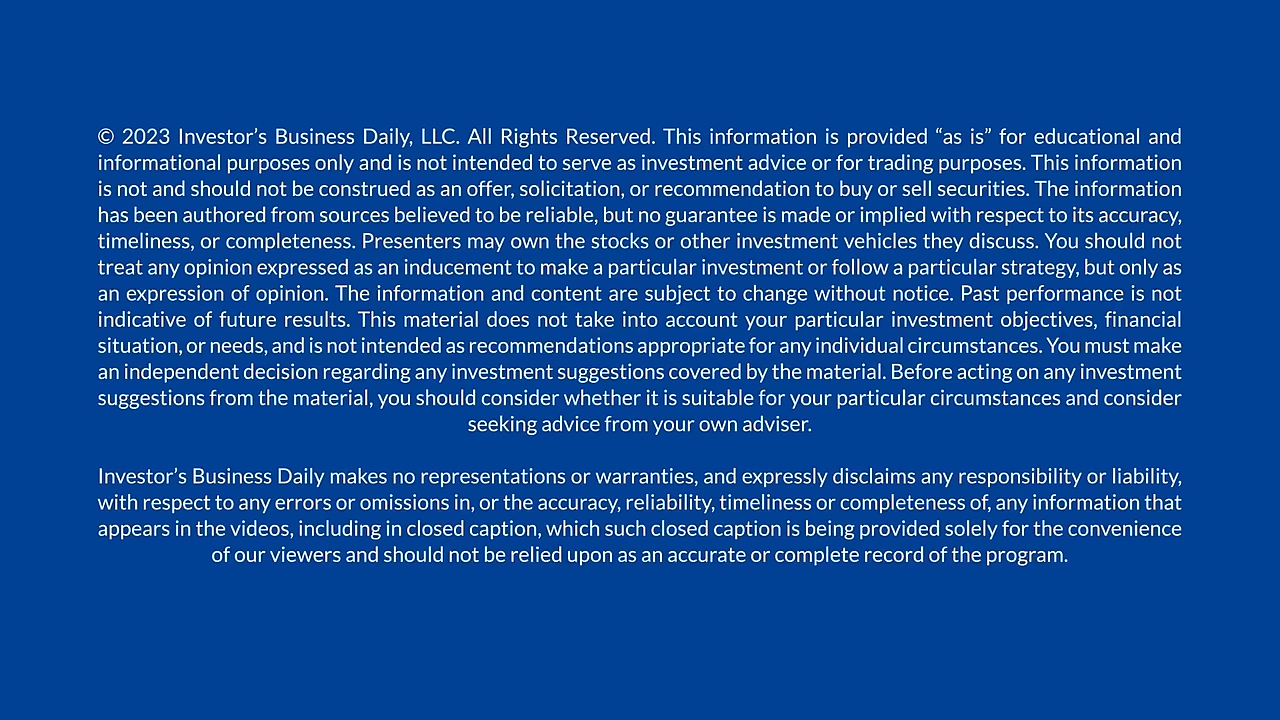 © 2023 Investor’s Business Daily, LLC. All Rights Reserved. This information is provided “as is” for educational and
informational purposes only and is not intended to serve as investment advice or for trading purposes. This information
is not and should not be construed as an offer, solicitation, or recommendation to buy or sell securities. The information
has been authored from sources believed to be reliable, but no guarantee is made or implied with respect to its accuracy,
timeliness, or completeness. Presenters may own the stocks or other investment vehicles they discuss. You should not
treat any opinion expressed as an inducement to make a particular investment or follow a particular strategy, but only as
an expression of opinion. The information and content are subject to change without notice. Past performance is not
indicative of future results. This material does not take into account your particular investment objectives, financial
situation, or needs, and is not intended as recommendations appropriate for any individual circumstances. You must make
an independent decision regarding any investment suggestions covered by the material. Before acting on any investment
suggestions from the material, you should consider whether it is suitable for your particular circumstances and consider
seeking advice from your own adviser.
Investor’s Business Daily makes no representations or warranties, and expressly disclaims any responsibility or liability,
with respect to any errors or omissions in, or the accuracy, reliability, timeliness or completeness of, any information that
appears in the videos, including in closed caption, which such closed caption is being provided solely for the convenience
of our viewers and should not be relied upon as an accurate or complete record of the program.